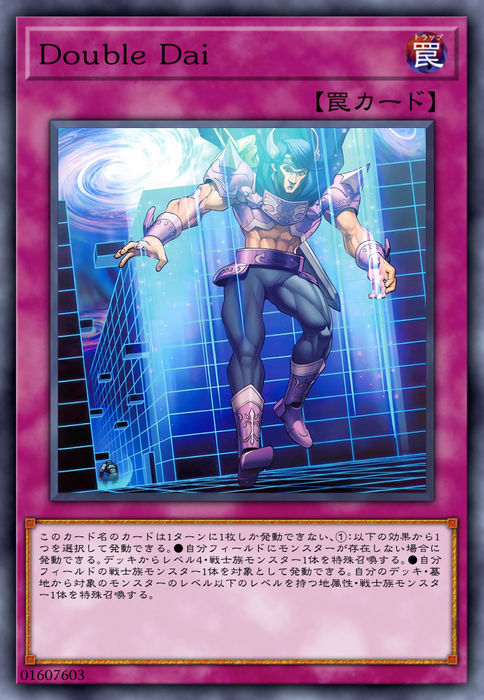 Double Dai
トラップ
罠
【罠カード】
このカード名のカードは1ターンに1枚しか発動できない、①:以下の効果から1
つを選択して発動できる。●自分フィールドにモンスターが存在しない場合に
発動できる。デッキからレベル4・戦士族モンスター1体を特殊召喚する。●自分
フィールドの戦士族モンスター1体を対象として発動できる。自分のデッキ・墓
地から対象のモンスターのレベル以下のレベルを持つ地属性・戦士族モンスタ
ー1体を特殊召喚する。
01607603